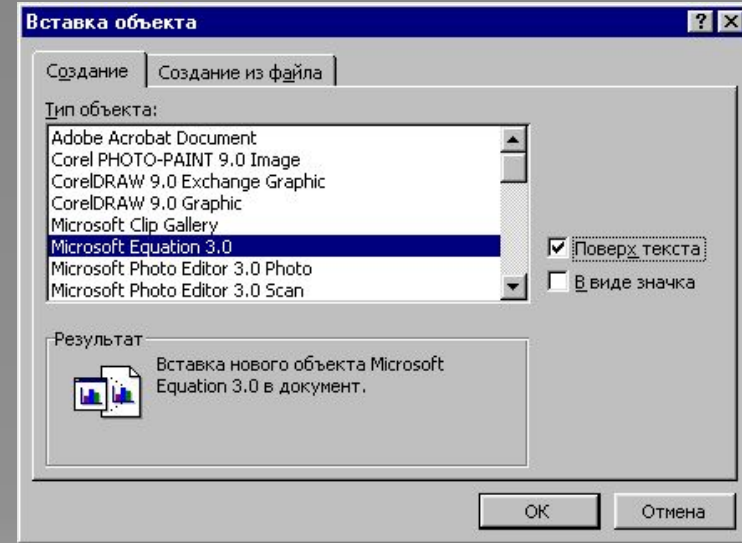 Вставка объекта
Создание
Создание из файла
Тип объекта:
Adobe Acrobat Document
Corel PHOTO-PAINT 9.0 Image
CorelDRAW 9.0 Exchange Graphic
CorelDRAW 9.0 Graphic
Microsoft Clip Gallery
Microsoft Equation 3.0
Microsoft Photo Editor 3.0 Photo
Microsoft Photo Editor 3.0 Scan
Поверх текста
В виде значка
Результат
Вставка нового объекта Microsoft
Equation 3.0 в документ.
ОК
Отмена